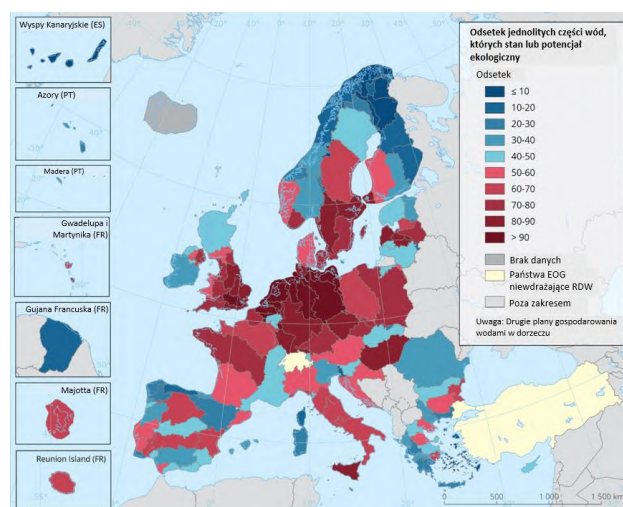 Wyspy Kanaryjskie (ES)
Azory (PT)
Madera (PT)
Gwadelupa i
Martynika (FR)
Gujana Francuska (FR)
Majotta (FR)
Reunion Island (FR)
Odsetek jednolitych części wód,
których stan lub potencjał
ekologiczny
Odsetek
≤ 10
10-20
20-30
30-40
40-50
50-60
60-70
70-80
80-90
> 90
Brak danych
Państwa EOG
niewdrażające RDW
Poza zakresem
Uwaga: Drugie plany gospodarowania
wodami w dorzeczu
0 500 1 000 1 500 km